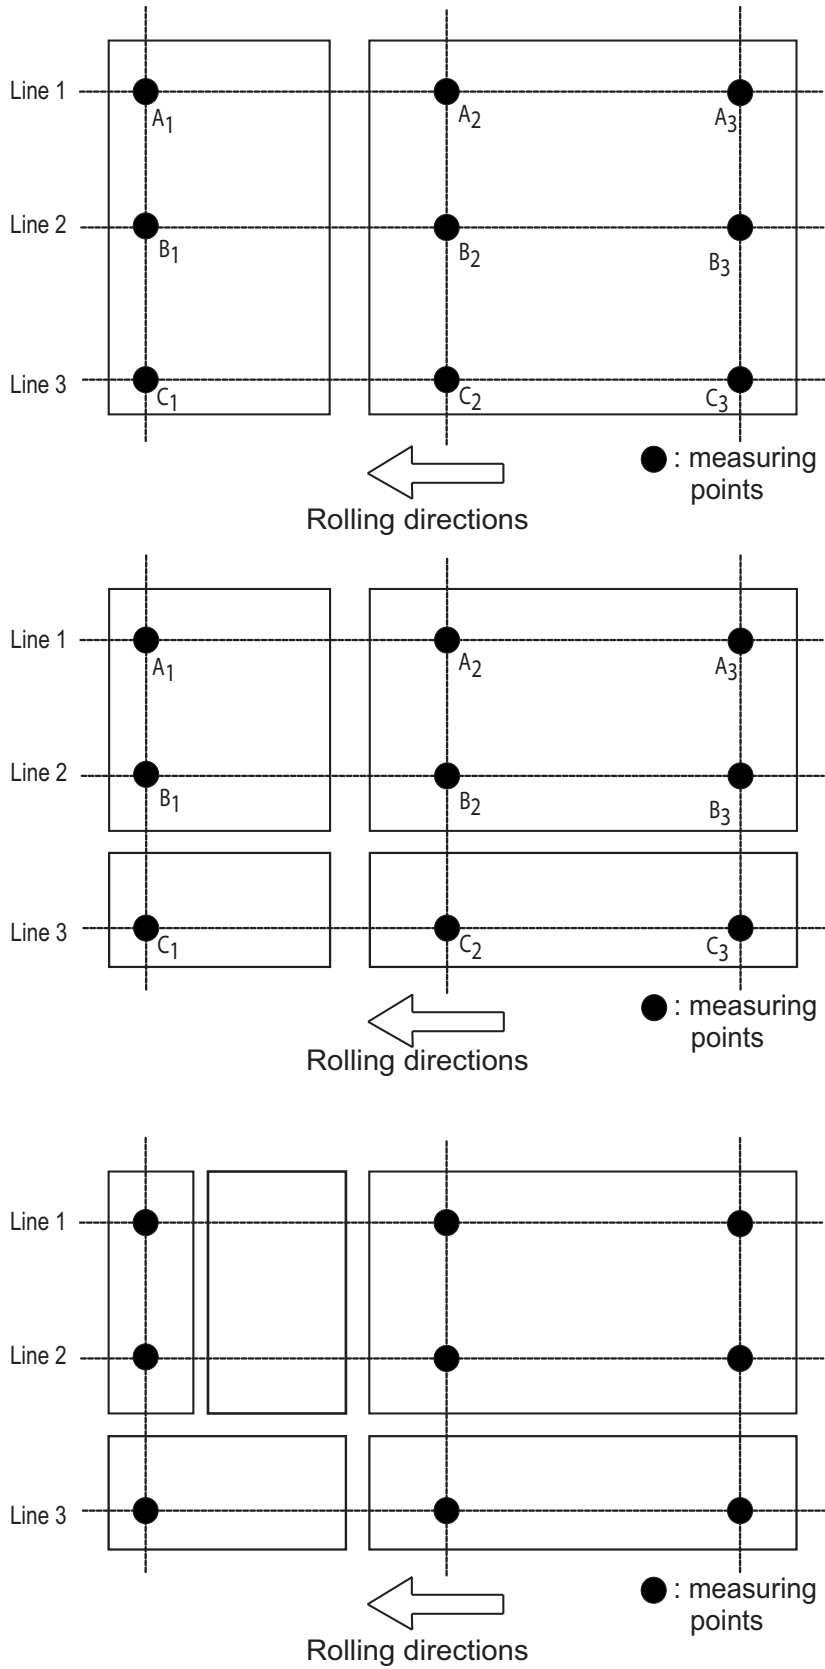 Line 1
A1
A2
A3
Line 2
B1
B2
B3
Line 3
C1
C2
C3
: measuring
points
Rolling directions
Line 1
A1
A2
A3
Line 2
B1
B2
B3
Line 3
C1
C2
C3
: measuring
points
Rolling directions
Line 1
Line 2
Line 3
: measuring
points
Rolling directions